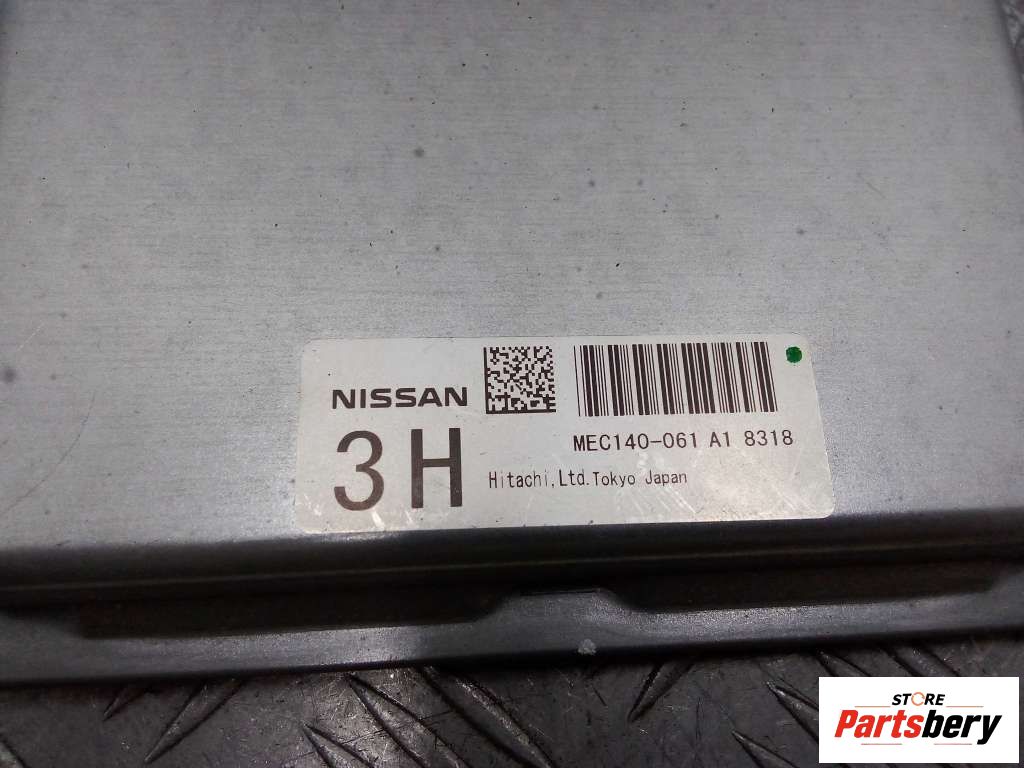 NISSAN
3H
MEC140-061 A1 8318
Hitachi,Ltd.Tokyo Japan
STORE
Partsbery